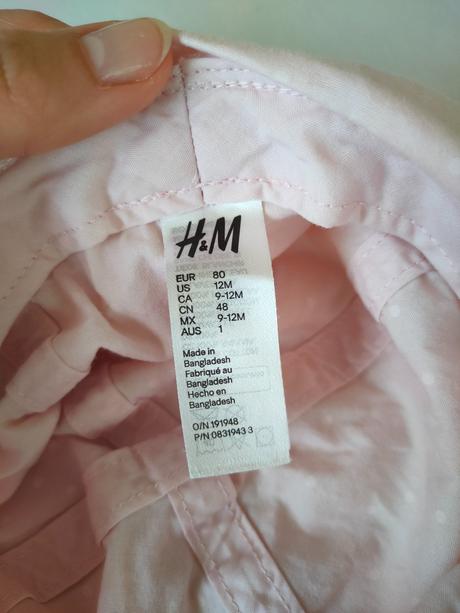 H&M
EUR 80
US 12M
CA 9-12M
CN 48
MX 9-12M
AUS 1
Made in
Bangladesh
Fabriqué au
Bangladesh
Hecho en
Bangladesh
O/N 191948
P/N 0831943 3